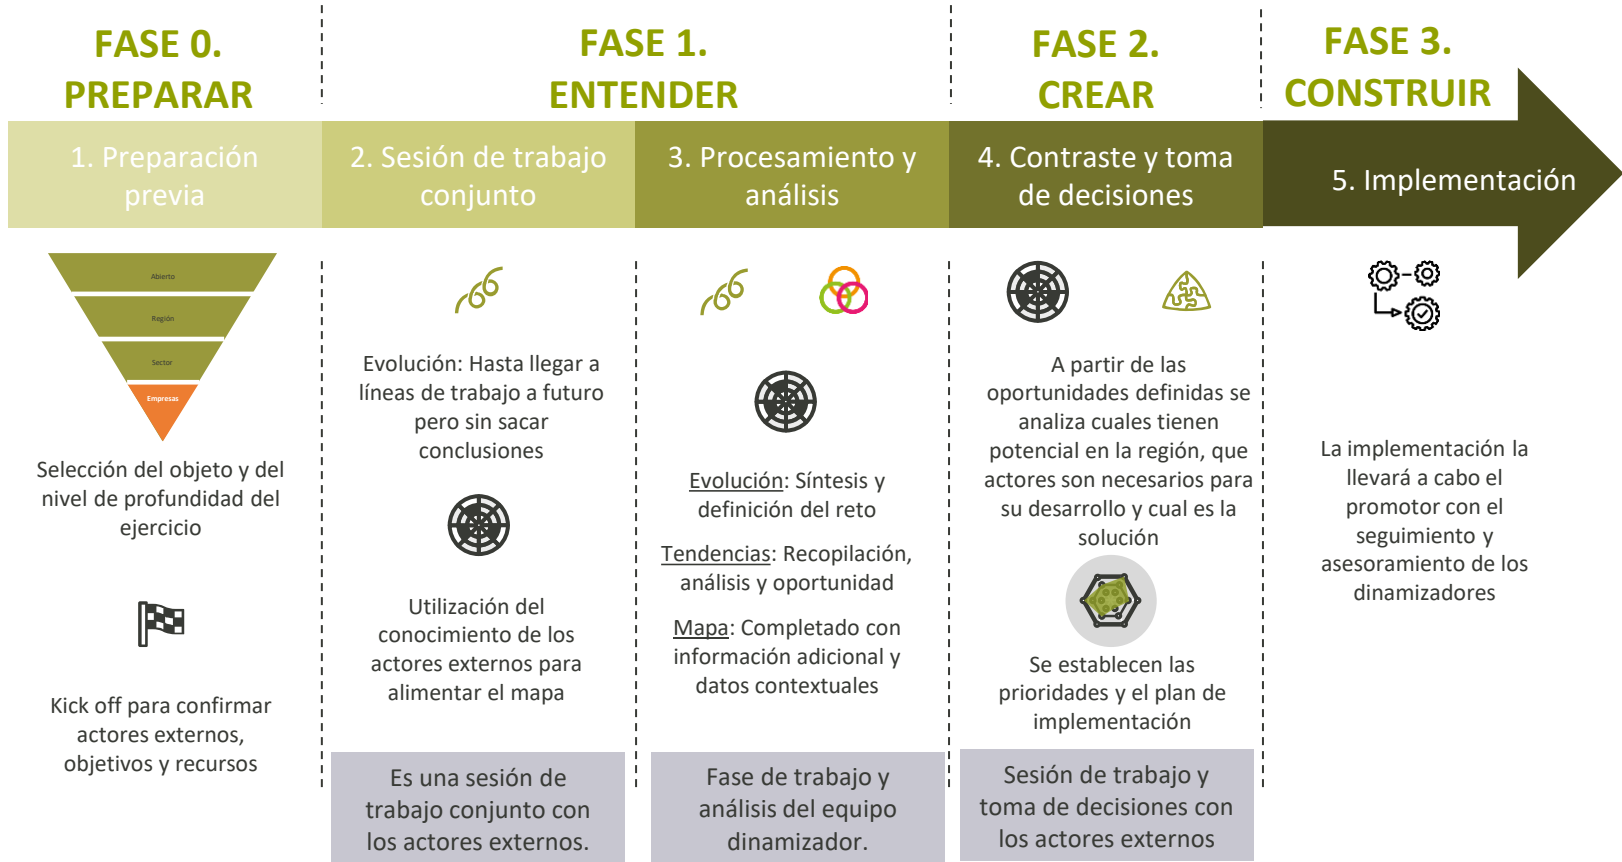 FASE 0.
PREPARAR
FASE 1.
ENTENDER
FASE 2.
CREAR
FASE 3.
CONSTRUIR
1. Preparación
previa
2. Sesión de trabajo
conjunto
3. Procesamiento y
análisis
4. Contraste y toma
de decisiones
5. Implementación
Abierto
Región
Sector
Empresas
Selección del objeto y del
nivel de profundidad del
ejercicio
Kick off para confirmar
actores externos,
objetivos y recursos
Evolución: Hasta llegar a
líneas de trabajo a futuro
pero sin sacar
conclusiones
Utilización del
conocimiento de los
actores externos para
alimentar el mapa
Es una sesión de
trabajo conjunto con
los actores externos.
Evolución: Síntesis y
definición del reto
Tendencias: Recopilación,
análisis y oportunidad
Mapa: Completado con
información adicional y
datos contextuales
Fase de trabajo y
análisis del equipo
dinamizador.
A partir de las
oportunidades definidas se
analiza cuales tienen
potencial en la región, que
actores son necesarios para
su desarrollo y cual es la
solución
Se establecen las
prioridades y el plan de
implementación
Sesión de trabajo y
toma de decisiones con
los actores externos
La implementación la
llevará a cabo el
promotor con el
seguimiento y
asesoramiento de los
dinamizadores